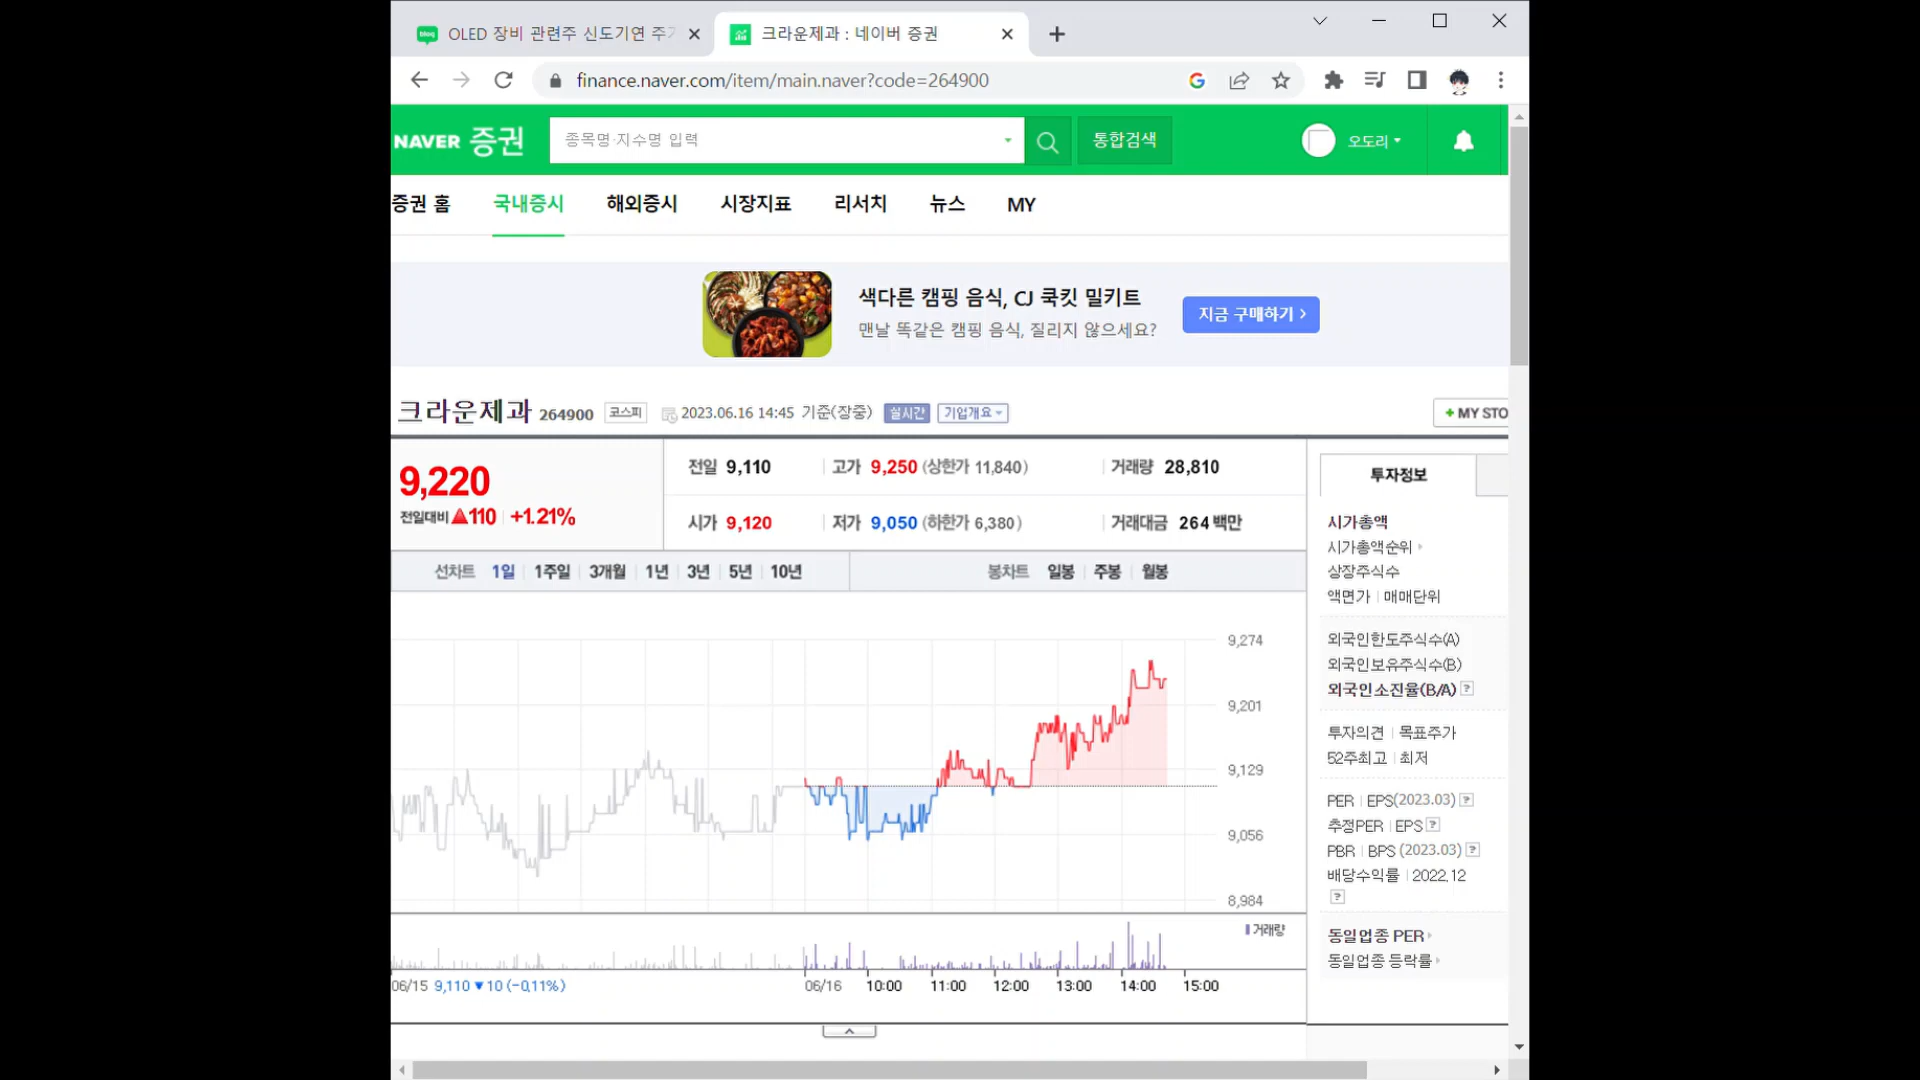 OLED 장비 관련주 신도기연 주가
크라운제과 : 네이버 증권
finance.naver.com/item/main.naver?code=264900
NAVER 증권
종목명·지수명 입력
통합검색
오도리
증권 홈 국내증시 해외증시 시장지표 리서치 뉴스 MY
색다른 캠핑 음식, CJ 쿡킷 밀키트
맨날 똑같은 캠핑 음식, 질리지 않으세요?
지금 구매하기 >
크라운제과 264900 코스피 2023.06.16 14:45 기준(장중) 실시간 기업개요
+ MY STO
9,220
전일대비 ▲110 +1.21%
전일 9,110 고가 9,250 (상한가 11,840) 거래량 28,810
시가 9,120 저가 9,050 (하한가 6,380) 거래대금 264 백만
선차트 1일 1주일 3개월 1년 3년 5년 10년
봉차트 일봉 주봉 월봉
9,274
9,201
9,129
9,056
8,984
거래량
06/15 9,110 ▼10 (-0.11%)
06/16 10:00 11:00 12:00 13:00 14:00 15:00
투자정보
시가총액
시가총액순위
상장주식수
액면가 | 매매단위
외국인한도주식수(A)
외국인보유주식수(B)
외국인소진율(B/A) ?
투자의견 | 목표주가
52주최고 | 최저
PER | EPS(2023.03) ?
추정PER | EPS ?
PBR | BPS (2023.03) ?
배당수익률 | 2022.12
?
동일업종 PER
동일업종 등락률